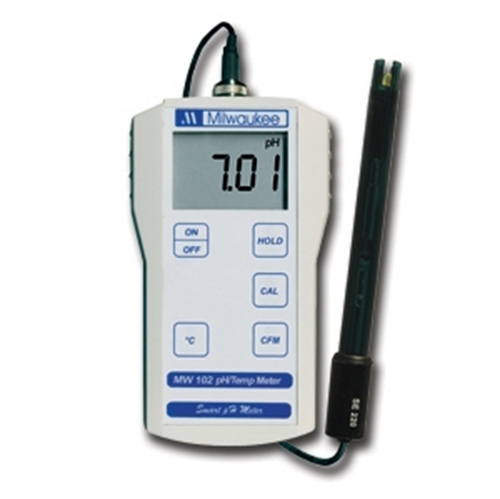 Milwaukee
pH
7.01
ON
OFF
HOLD
CAL
°C
CFM
MW 102 pH/Temp Meter
Smart pH Meter
SE 220